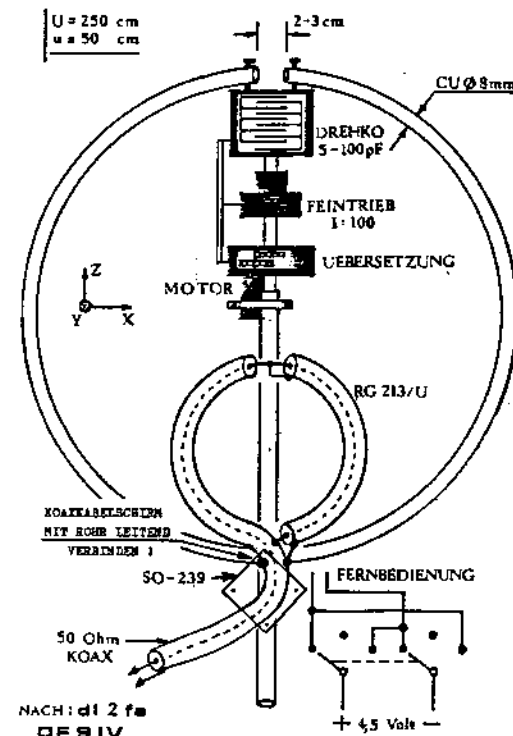 U = 250 cm
u = 50 cm
2-3 cm
CU Ø 8mm
DREHKO
5-100pF
FEINTRIEB
1:100
UEBERSETZUNG
MOTOR
Z
Y
X
RG 213/U
KOAXKABELSCHIRM
MIT ROHR LEITEND
VERBINDEN !
SO-239
FERNBEDIENUNG
50 Ohm
KOAX
+ 4,5 Volt −
NACH: dl 2 fa